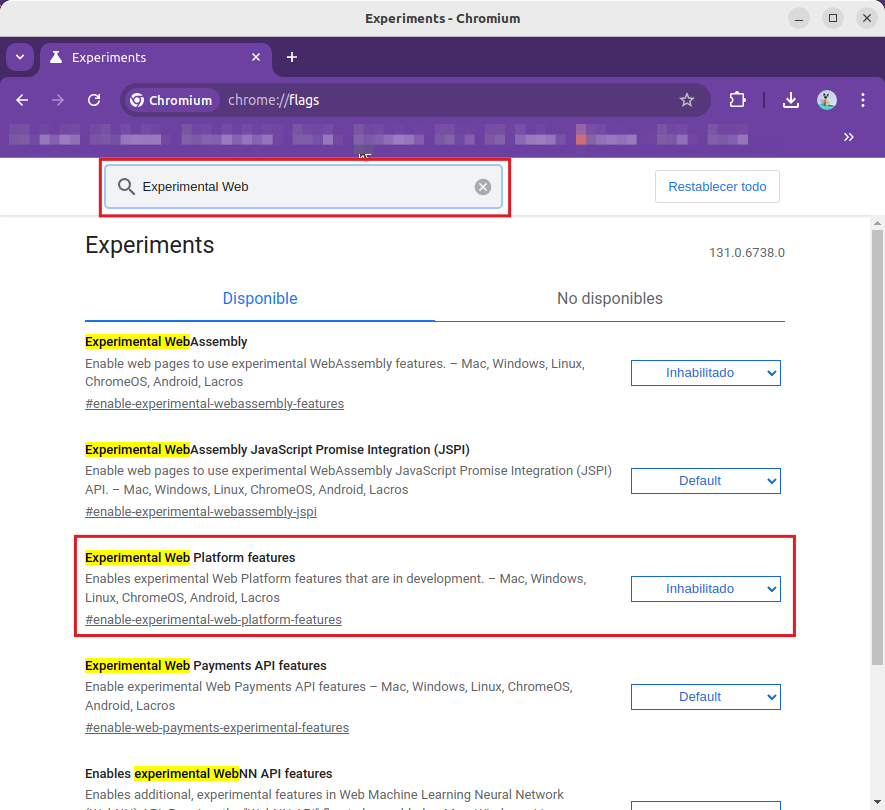 Experiments - Chromium
Experiments
Chromium chrome://flags
Experimental Web
Restablecer todo
Experiments
131.0.6738.0
Disponible
No disponibles
Experimental WebAssembly
Enable web pages to use experimental WebAssembly features. – Mac, Windows, Linux,
ChromeOS, Android, Lacros
#enable-experimental-webassembly-features
Inhabilitado
Experimental WebAssembly JavaScript Promise Integration (JSPI)
Enable web pages to use experimental WebAssembly JavaScript Promise Integration (JSPI)
API. – Mac, Windows, Linux, ChromeOS, Android, Lacros
#enable-experimental-webassembly-jspi
Default
Experimental Web Platform features
Enables experimental Web Platform features that are in development. – Mac, Windows,
Linux, ChromeOS, Android, Lacros
#enable-experimental-web-platform-features
Inhabilitado
Experimental Web Payments API features
Enable experimental Web Payments API features – Mac, Windows, Linux, ChromeOS,
Android, Lacros
#enable-web-payments-experimental-features
Default
Enables experimental WebNN API features
Enables additional, experimental features in Web Machine Learning Neural Network